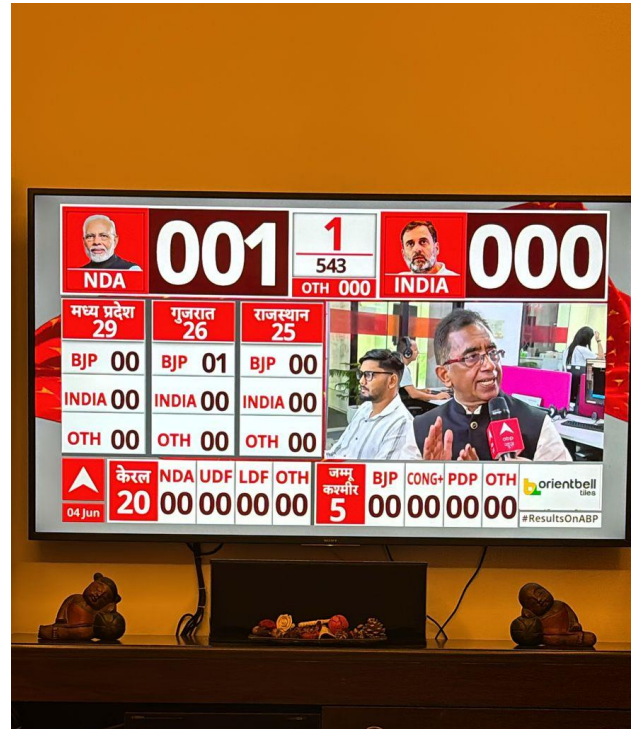 001
1
543
OTH 000
000
NDA
INDIA
मध्य प्रदेश
29
BJP 00
INDIA 00
OTH 00
गुजरात
26
BJP 01
INDIA 00
OTH 00
राजस्थान
25
BJP 00
INDIA 00
OTH 00
abp
न्यूज़
04 Jun
केरल
20
NDA UDF LDF OTH
00 00 00 00
जम्मू
कश्मीर
5
BJP CONG+ PDP OTH
00 00 00 00
orientbell
tiles
#ResultsOnABP
SONY